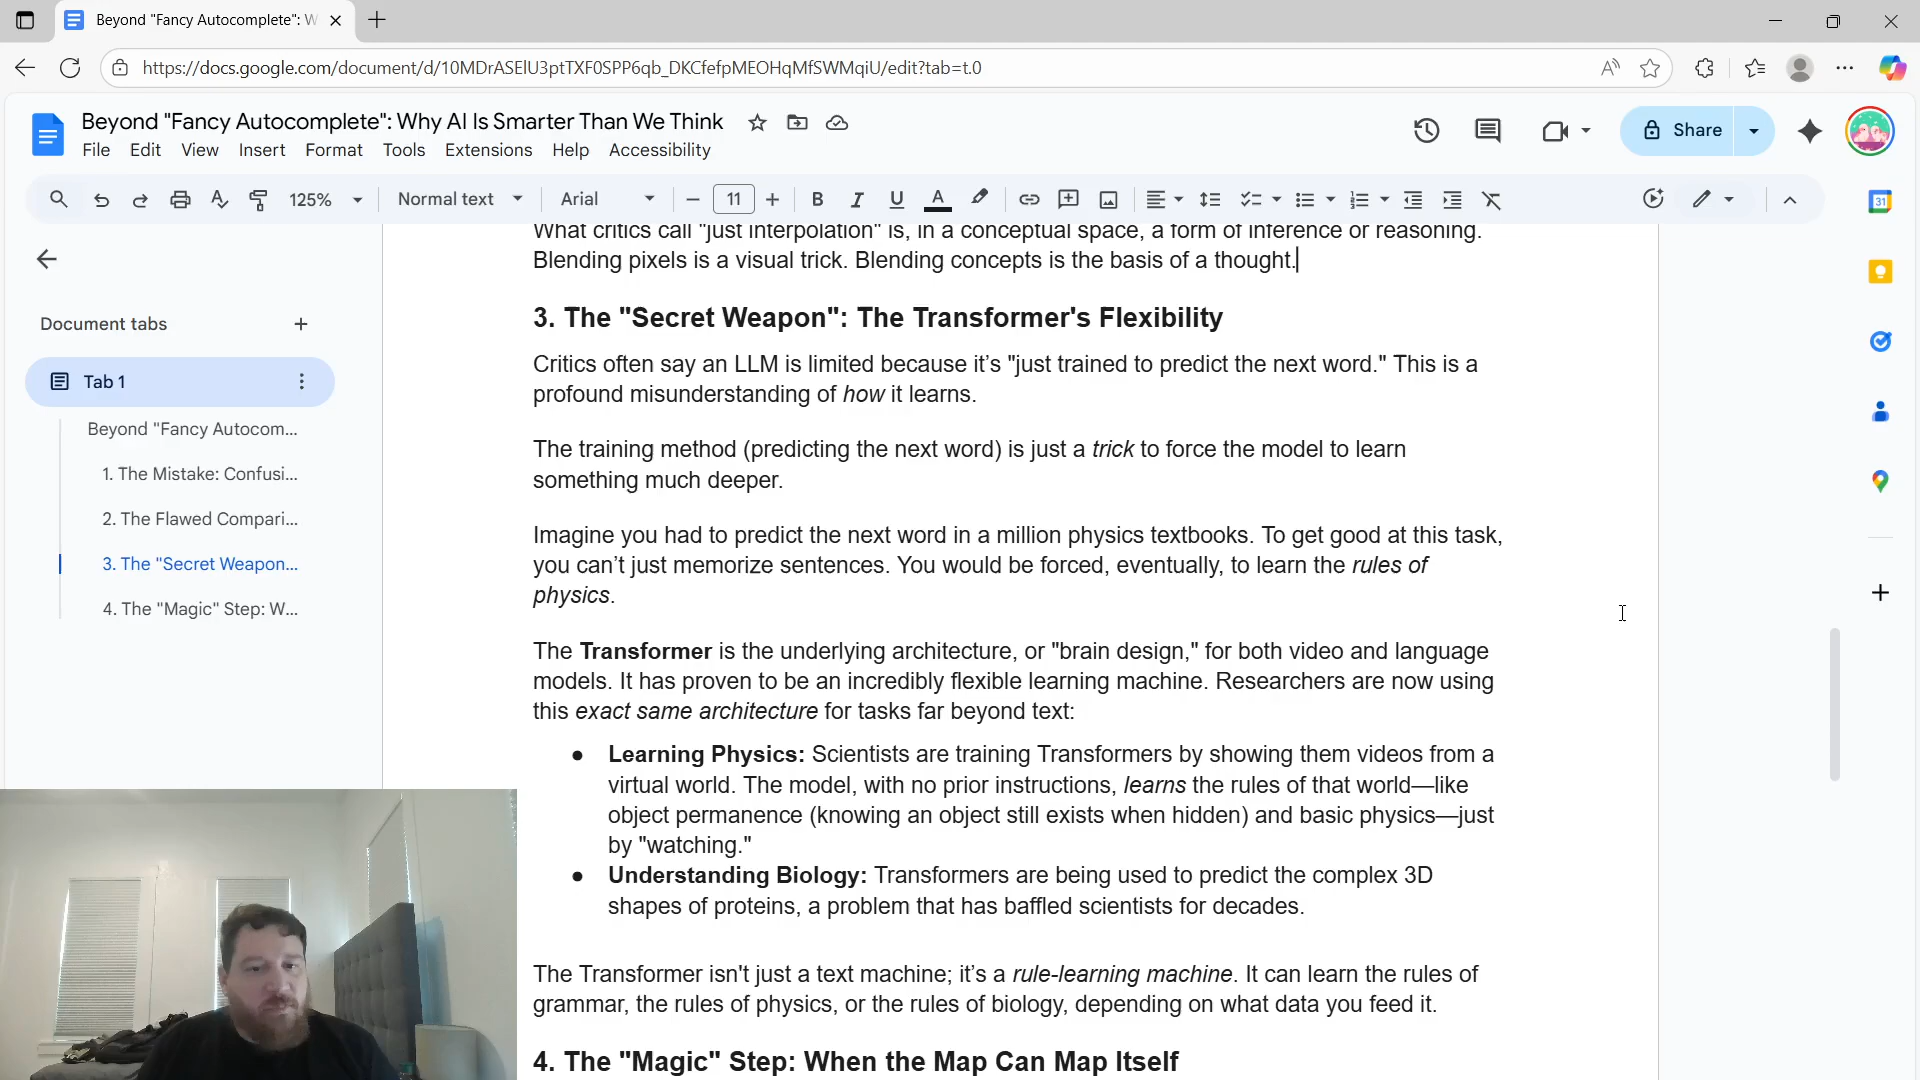 Beyond "Fancy Autocomplete": W
https://docs.google.com/document/d/10MDrASElU3ptTXF0SPP6qb_DKCfefpMEOHqMfSWMqiU/edit?tab=t.0
Beyond "Fancy Autocomplete": Why AI Is Smarter Than We Think
File Edit View Insert Format Tools Extensions Help Accessibility
Share
125% Normal text Arial 11
31
Document tabs
Tab 1
Beyond "Fancy Autocom...
1. The Mistake: Confusi...
2. The Flawed Compari...
3. The "Secret Weapon...
4. The "Magic" Step: W...
What critics call "just interpolation" is, in a conceptual space, a form of inference or reasoning.
Blending pixels is a visual trick. Blending concepts is the basis of a thought.
3. The "Secret Weapon": The Transformer's Flexibility
Critics often say an LLM is limited because it’s "just trained to predict the next word." This is a
profound misunderstanding of how it learns.
The training method (predicting the next word) is just a trick to force the model to learn
something much deeper.
Imagine you had to predict the next word in a million physics textbooks. To get good at this task,
you can’t just memorize sentences. You would be forced, eventually, to learn the rules of
physics.
The Transformer is the underlying architecture, or "brain design," for both video and language
models. It has proven to be an incredibly flexible learning machine. Researchers are now using
this exact same architecture for tasks far beyond text:
● Learning Physics: Scientists are training Transformers by showing them videos from a
virtual world. The model, with no prior instructions, learns the rules of that world—like
object permanence (knowing an object still exists when hidden) and basic physics—just
by "watching."
● Understanding Biology: Transformers are being used to predict the complex 3D
shapes of proteins, a problem that has baffled scientists for decades.
The Transformer isn't just a text machine; it’s a rule-learning machine. It can learn the rules of
grammar, the rules of physics, or the rules of biology, depending on what data you feed it.
4. The "Magic" Step: When the Map Can Map Itself